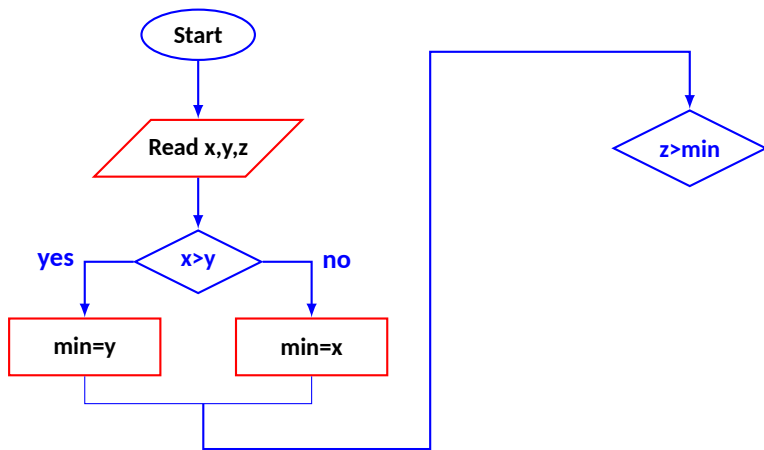 Start
Read x,y,z
yes
x>y
no
min=y
min=x
z>min